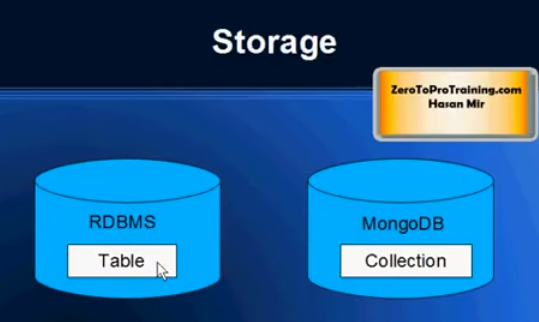 Storage
ZeroToProTraining.com
Hasan Mir
RDBMS
Table
MongoDB
Collection